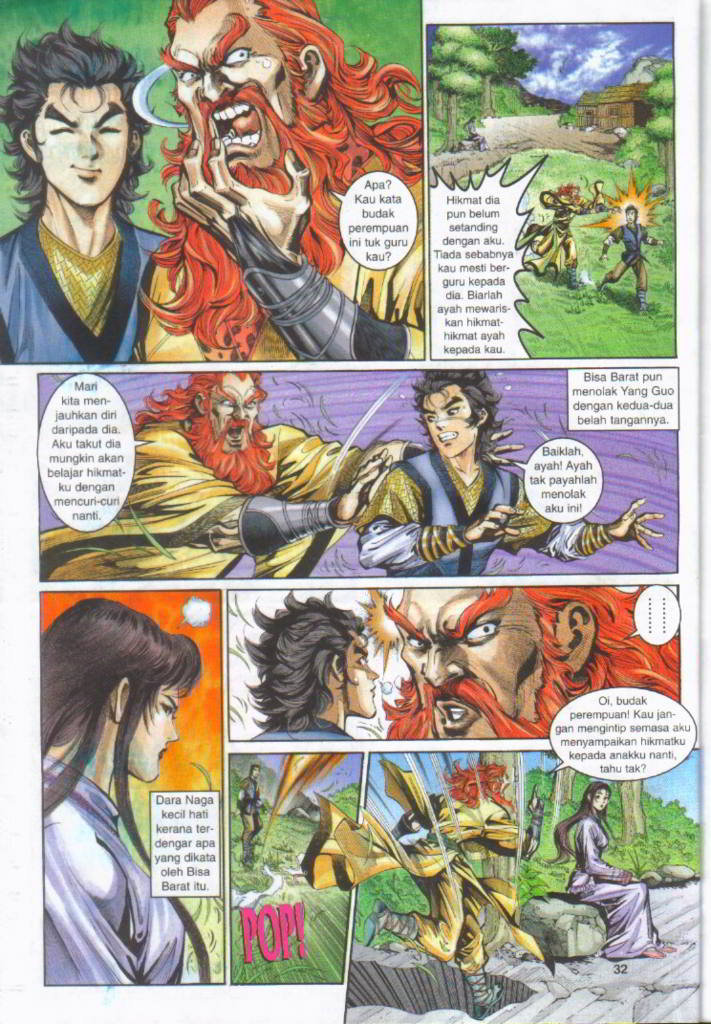 Apa?
Kau kata
budak
perempuan
ini tuk guru
kau?
Hikmat dia
pun belum
setanding
dengan aku.
Tiada sebabnya
kau mesti ber-
guru kepada
dia. Biarlah
ayah mewaris-
kan hikmat-
hikmat ayah
kepada kau.
Mari
kita men-
jauhkan diri
daripada dia.
Aku takut dia
mungkin akan
belajar hikmat-
ku dengan
mencuri-curi
nanti.
Bisa Barat pun
menolak Yang Guo
dengan kedua-dua
belah tangannya.
Baiklah,
ayah! Ayah
tak payahlah
menolak
aku ini!
Dara Naga
kecil hati
kerana ter-
dengar apa
yang dikata
oleh Bisa
Barat itu.
Oi, budak
perempuan! Kau jan-
gan mengintip semasa aku
menyampaikan hikmatku
kepada anakku nanti,
tahu tak?
POP!
32